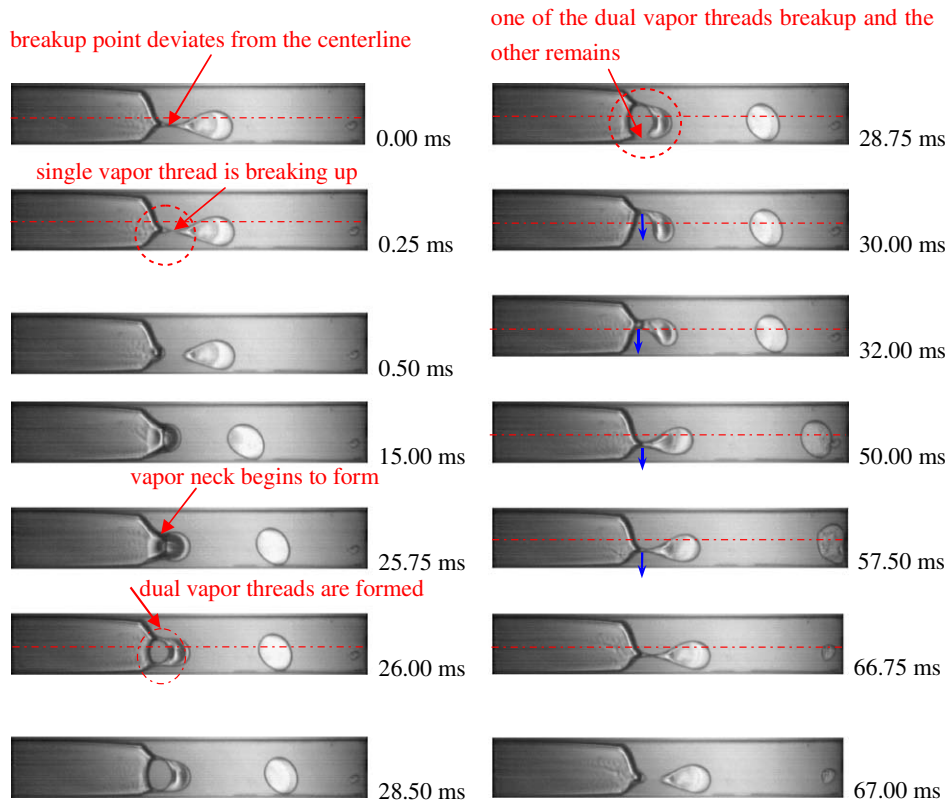 breakup point deviates from the centerline
0.00 ms
single vapor thread is breaking up
0.25 ms
0.50 ms
15.00 ms
vapor neck begins to form
25.75 ms
dual vapor threads are formed
26.00 ms
28.50 ms
one of the dual vapor threads breakup and the
other remains
28.75 ms
30.00 ms
32.00 ms
50.00 ms
57.50 ms
66.75 ms
67.00 ms